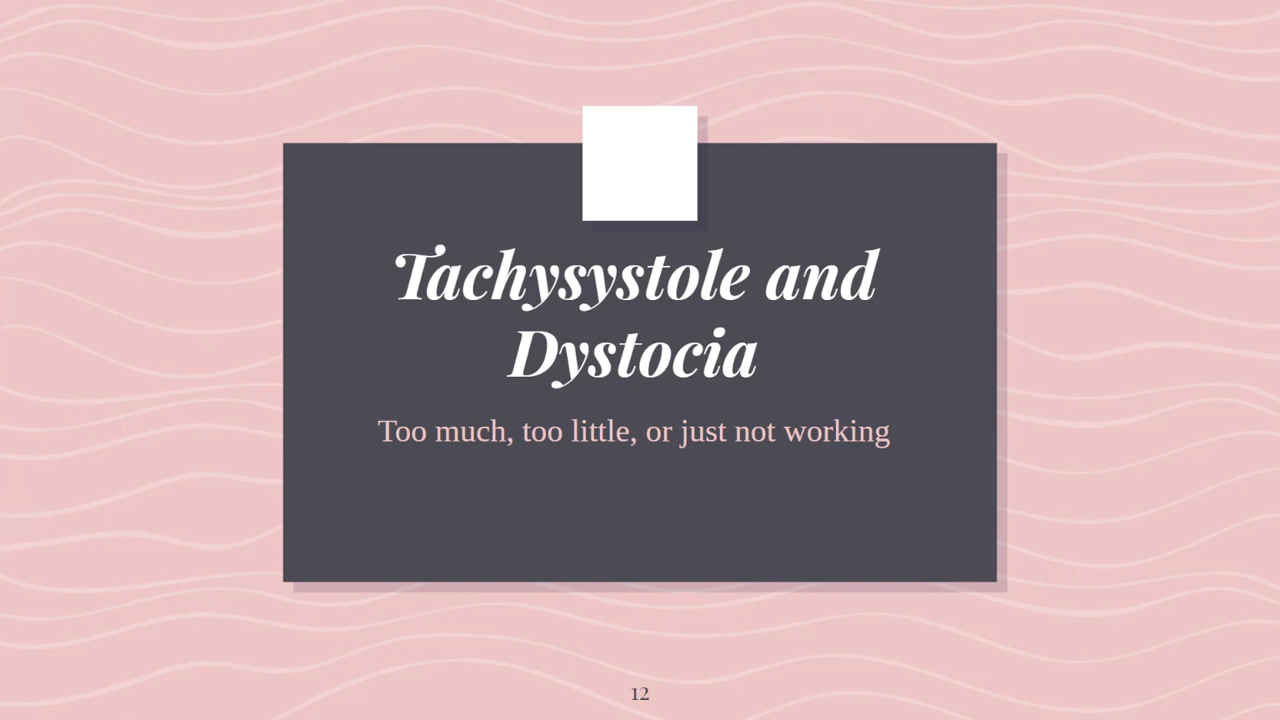 Tachysystole and
Dystocia
Too much, too little, or just not working
12